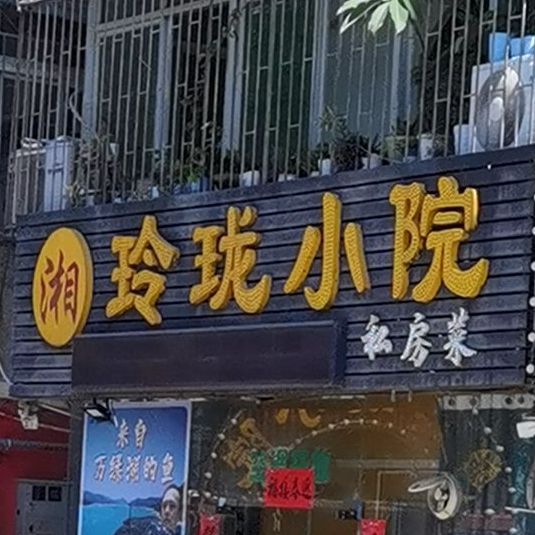 湘
玲珑小院
私房菜
来自
万绿湖的鱼